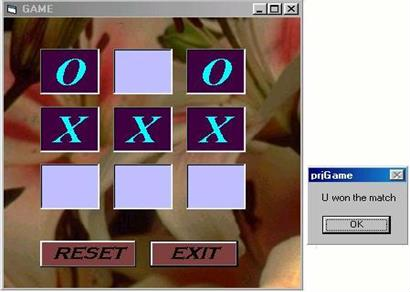 GAME
O O
X X X
RESET EXIT
prjGame
U won the match
OK